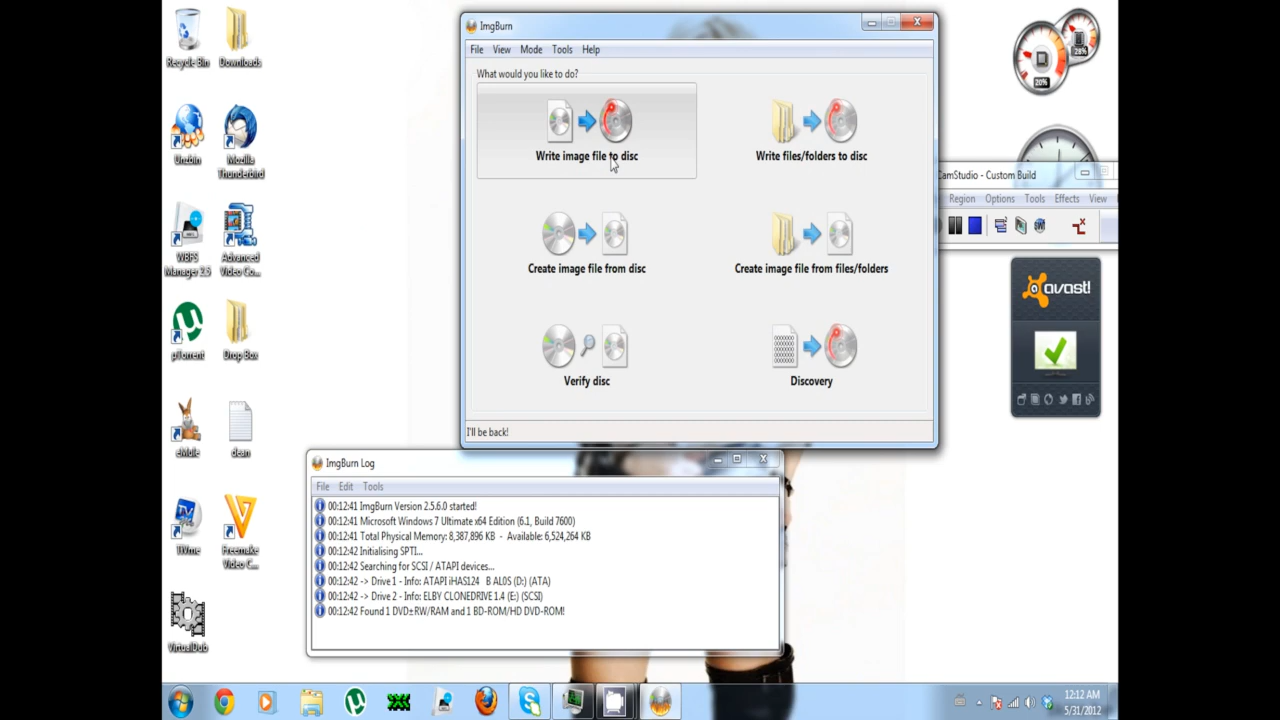 Recycle Bin
Downloads
Unzbin
Mozilla
Thunderbird
WBFS
Manager 2.5
Advanced
Video Co...
µTorrent
Drop Box
eMule
dean
TiVme
Freemake
Video C...
VirtualDub
ImgBurn
File View Mode Tools Help
What would you like to do?
Write image file to disc
Write files/folders to disc
Create image file from disc
Create image file from files/folders
Verify disc
Discovery
I'll be back!
ImgBurn Log
File Edit Tools
00:12:41 ImgBurn Version 2.5.6.0 started!
00:12:41 Microsoft Windows 7 Ultimate x64 Edition (6.1, Build 7600)
00:12:41 Total Physical Memory: 8,387,896 KB - Available: 6,524,264 KB
00:12:42 Initialising SPTI...
00:12:42 Searching for SCSI / ATAPI devices...
00:12:42 -> Drive 1 - Info: ATAPI iHAS124 B AL0S (D:) (ATA)
00:12:42 -> Drive 2 - Info: ELBY CLONEDRIVE 1.4 (E:) (SCSI)
00:12:42 Found 1 DVD±RW/RAM and 1 BD-ROM/HD DVD-ROM!
28%
20%
CamStudio - Custom Build
Region Options Tools Effects View
avast!
12:12 AM
5/31/2012